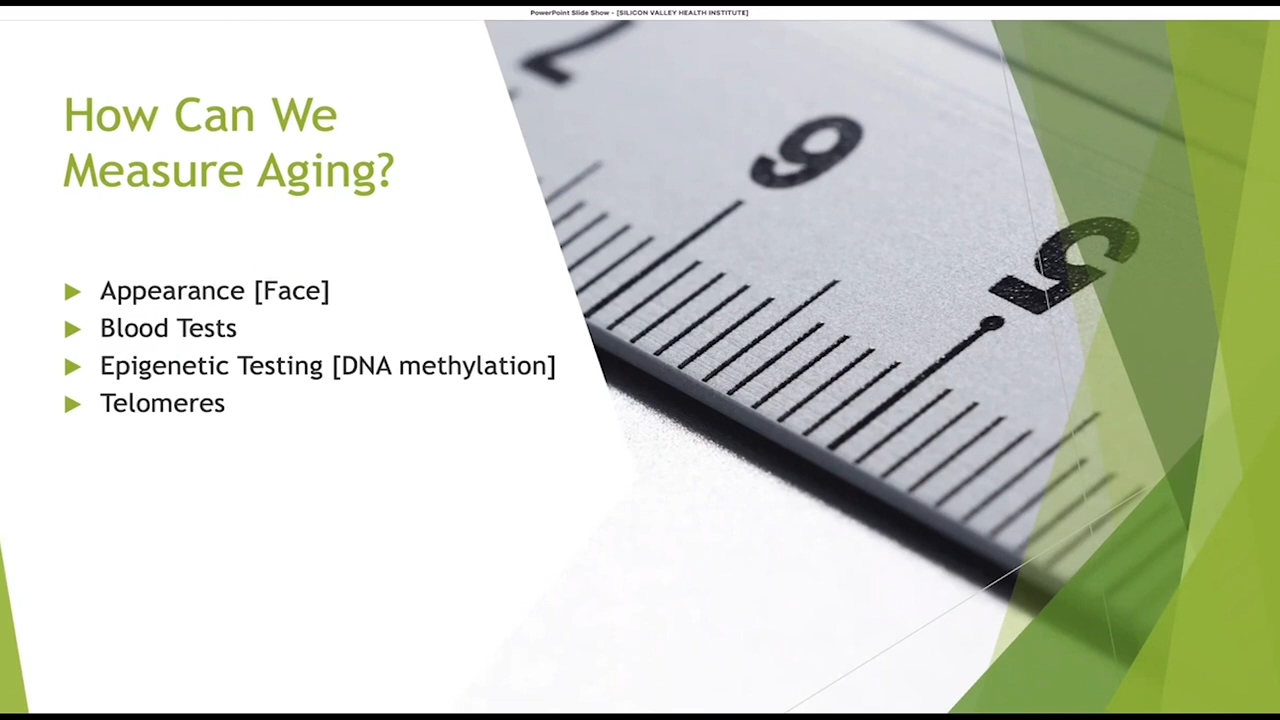 PowerPoint Slide Show - [SILICON VALLEY HEALTH INSTITUTE]
How Can We
Measure Aging?
Appearance [Face]
Blood Tests
Epigenetic Testing [DNA methylation]
Telomeres
6
5